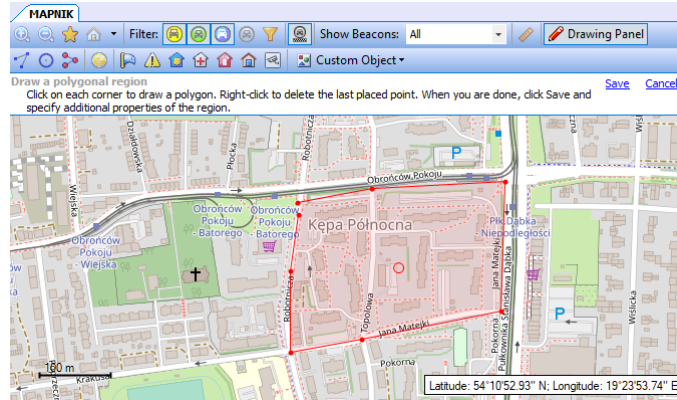 MAPNIK
Filter:
Show Beacons: All
Drawing Panel
Custom Object
Draw a polygonal region
Save
Cancel
Click on each corner to draw a polygon. Right-click to delete the last placed point. When you are done, click Save and
specify additional properties of the region.
Działdowska
Płocka
Robotnicza
Wiejska
P
Obrońców Pokoju
Obrońców
Pokoju
- Batorego
Obrońców
Pokoju
- Batorego
Kępa Północna
Płk. Dąbka
- Niepodległości
Obrońców
Pokoju
- Wiejska
Jana Matejki
Pułkownika Stanisława Dąbka
Robotnicza
Topolowa
Jana Matejki
Pokorna
P
Wiślicka
Pokorna
100 m
Latitude: 54°10'52.93" N; Longitude: 19°23'53.74" E